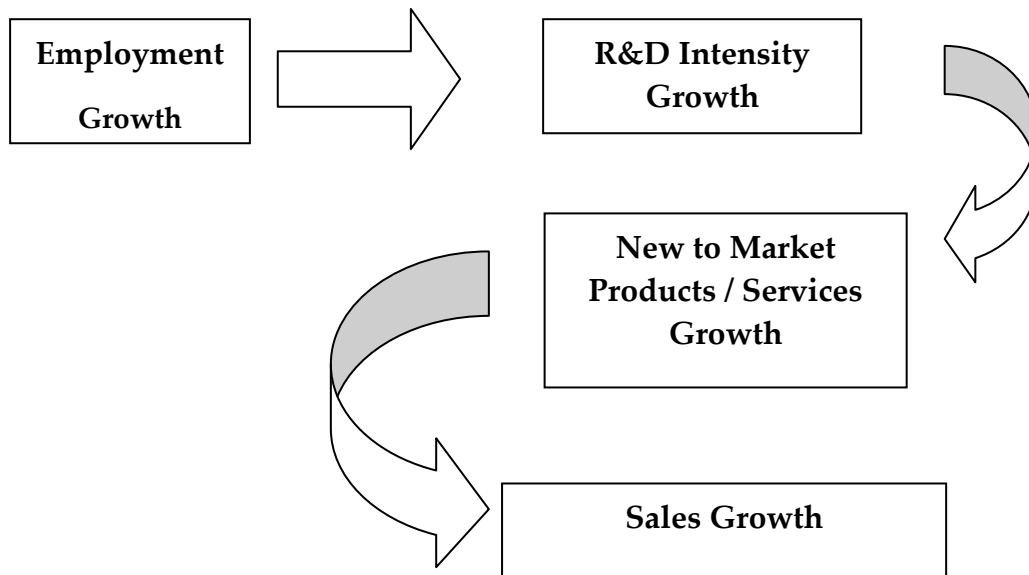 Employment
Growth
R&D Intensity
Growth
New to Market
Products / Services
Growth
Sales Growth